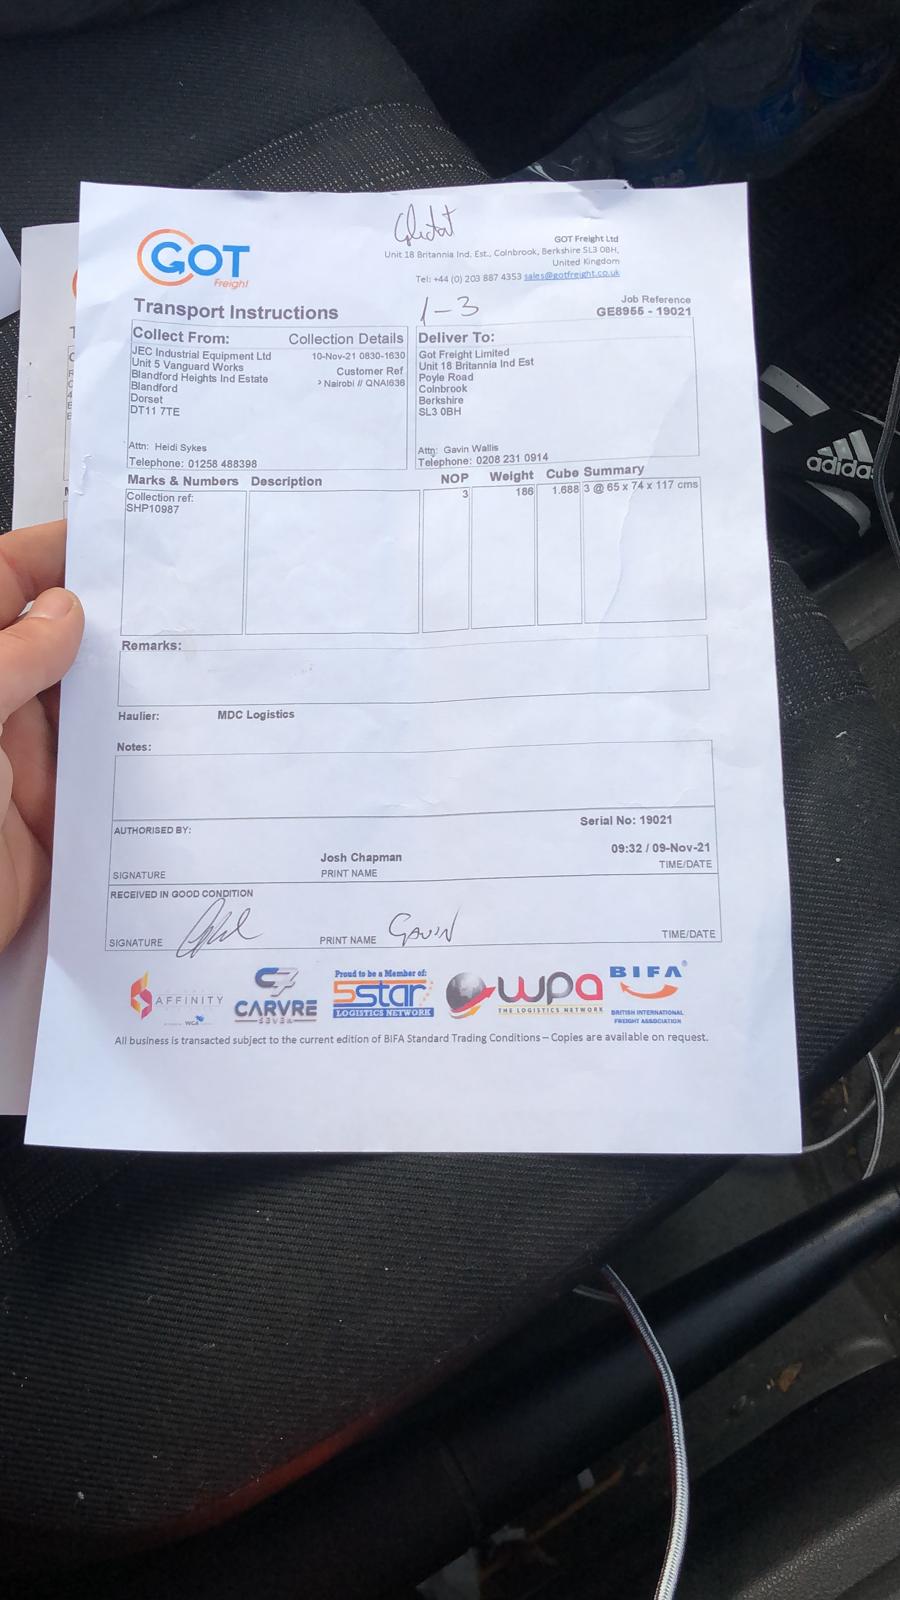 GOT
Freight
GOT Freight Ltd
Unit 18 Britannia Ind. Est., Colnbrook, Berkshire SL3 0BH,
United Kingdom
Tel: +44 (0) 203 887 4353 sales@gotfreight.co.uk
Transport Instructions
1-3
Job Reference
GE8955 - 19021
Collect From: Collection Details
JEC Industrial Equipment Ltd 10-Nov-21 0830-1630
Unit 5 Vanguard Works
Blandford Heights Ind Estate Customer Ref
Blandford Nairobi // QNAI636
Dorset
DT11 7TE
Attn: Heidi Sykes
Telephone: 01258 488398
Deliver To:
Got Freight Limited
Unit 18 Britannia Ind Est
Poyle Road
Colnbrook
Berkshire
SL3 0BH
Attn: Gavin Wallis
Telephone: 0208 231 0914
Marks & Numbers Description NOP Weight Cube Summary
Collection ref: 3 186 1.688 3 @ 65 x 74 x 117 cms
SHP10987
Remarks:
Haulier: MDC Logistics
Notes:
Serial No: 19021
AUTHORISED BY:
Josh Chapman 09:32 / 09-Nov-21
SIGNATURE PRINT NAME TIME/DATE
RECEIVED IN GOOD CONDITION
SIGNATURE PRINT NAME GAVIN TIME/DATE
AFFINITY
WCA
C7
CARVRE
SEVEN
Proud to be a Member of:
5star
LOGISTICS NETWORK
wpa
THE LOGISTICS NETWORK
BIFA®
BRITISH INTERNATIONAL
FREIGHT ASSOCIATION
All business is transacted subject to the current edition of BIFA Standard Trading Conditions – Copies are available on request.
adidas